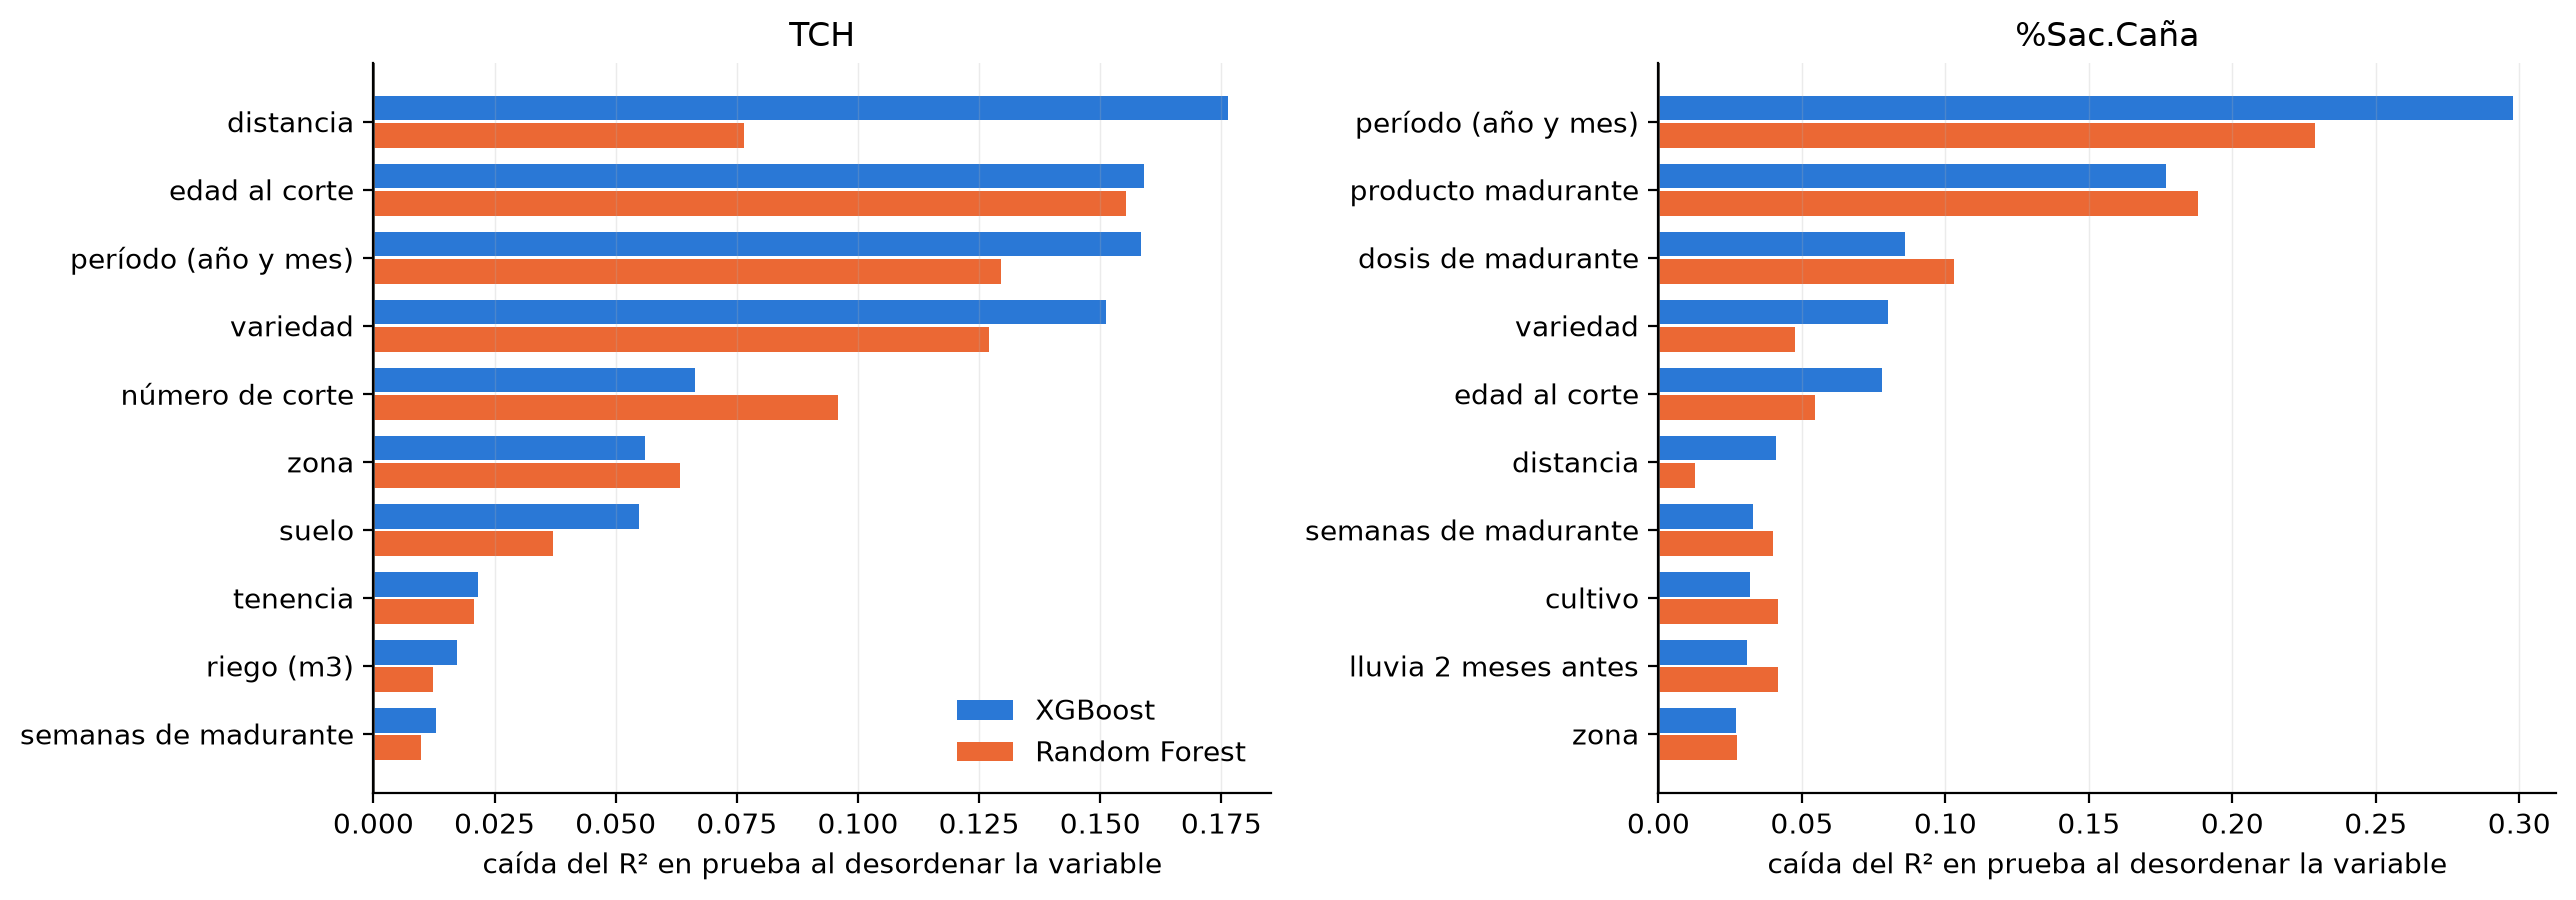 TCH
distancia
edad al corte
período (año y mes)
variedad
número de corte
zona
suelo
tenencia
riego (m3)
semanas de madurante
XGBoost
Random Forest
0.000 0.025 0.050 0.075 0.100 0.125 0.150 0.175
caída del R² en prueba al desordenar la variable
%Sac.Caña
período (año y mes)
producto madurante
dosis de madurante
variedad
edad al corte
distancia
semanas de madurante
cultivo
lluvia 2 meses antes
zona
0.00 0.05 0.10 0.15 0.20 0.25 0.30
caída del R² en prueba al desordenar la variable